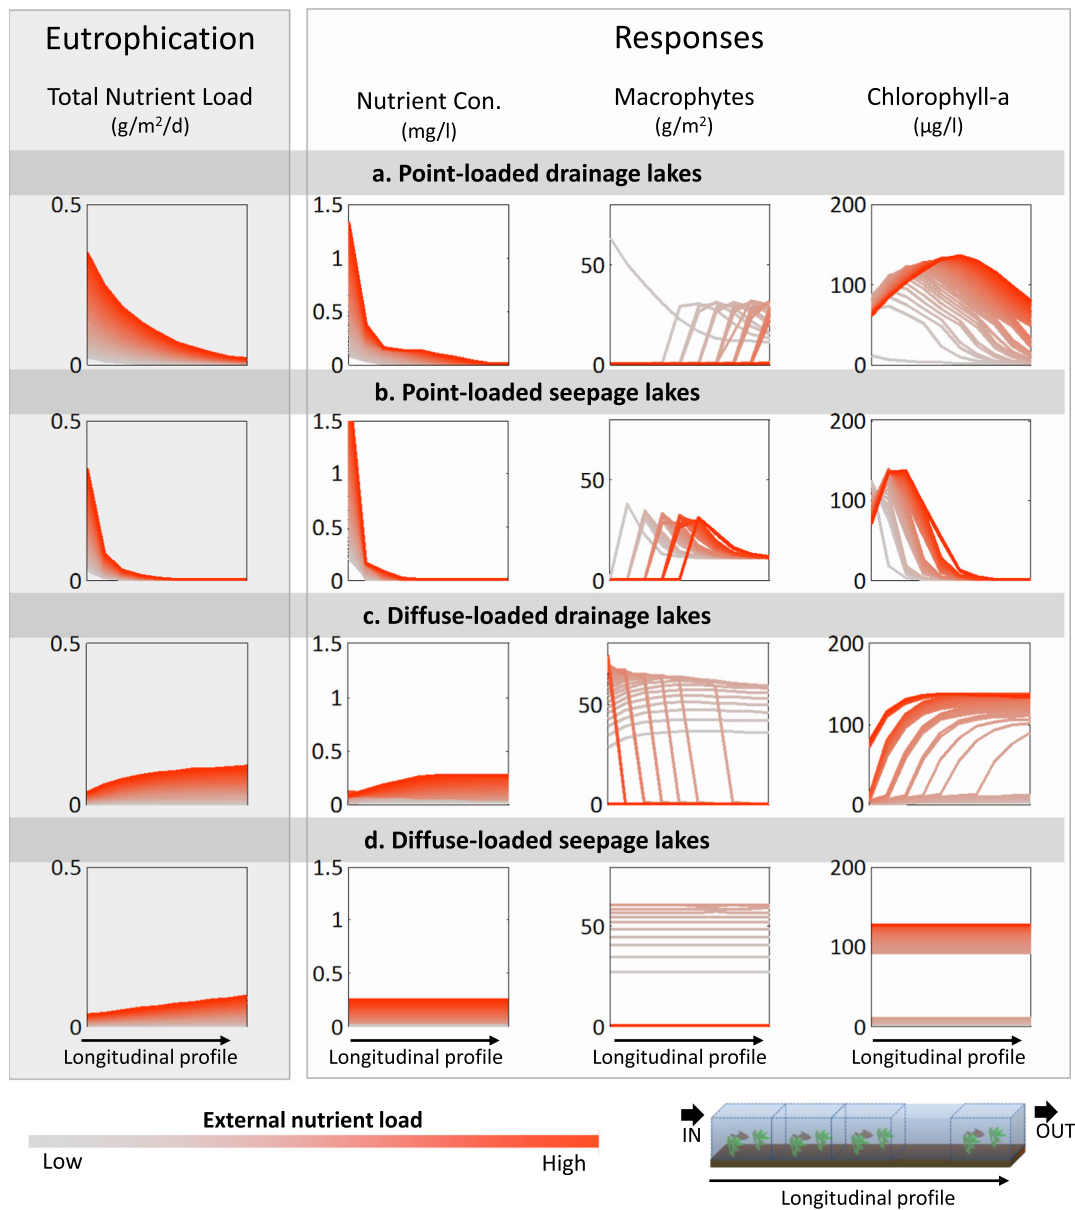 Eutrophication
Responses
Total Nutrient Load
(g/m²/d)
Nutrient Con.
(mg/l)
Macrophytes
(g/m²)
Chlorophyll-a
(µg/l)
a. Point-loaded drainage lakes
0.5
0
1.5
1
0.5
0
50
0
200
100
0
b. Point-loaded seepage lakes
0.5
0
1.5
1
0.5
0
50
0
200
100
0
c. Diffuse-loaded drainage lakes
0.5
0
1.5
1
0.5
0
50
0
200
100
0
d. Diffuse-loaded seepage lakes
0.5
0
1.5
1
0.5
0
50
0
200
100
0
Longitudinal profile
Longitudinal profile
Longitudinal profile
Longitudinal profile
External nutrient load
Low
High
IN
OUT
Longitudinal profile